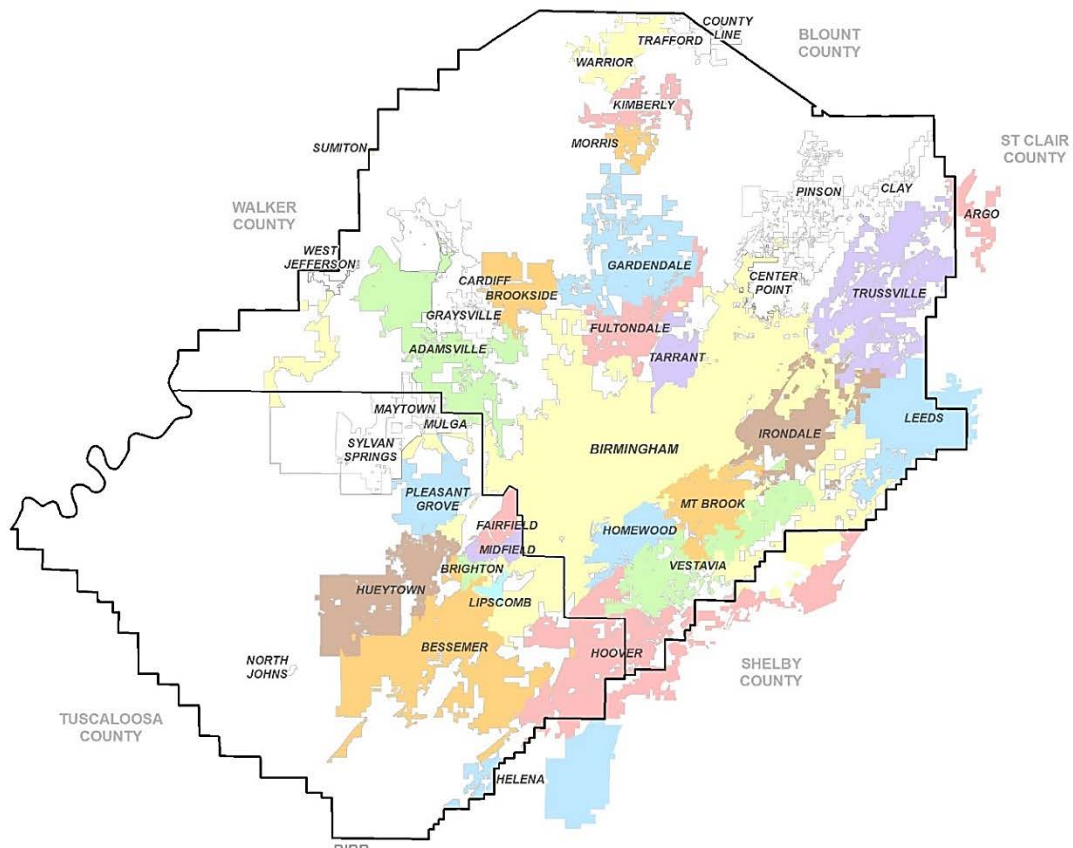 COUNTY
LINE
TRAFFORD
BLOUNT
COUNTY
WARRIOR
KIMBERLY
MORRIS
SUMITON
ST CLAIR
COUNTY
PINSON
CLAY
ARGO
WALKER
COUNTY
WEST
JEFFERSON
GARDENDALE
CARDIFF
BROOKSIDE
CENTER
POINT
TRUSSVILLE
GRAYSVILLE
FULTONDALE
ADAMSVILLE
TARRANT
MAYTOWN
MULGA
LEEDS
IRONDALE
SYLVAN
SPRINGS
BIRMINGHAM
PLEASANT
GROVE
MT BROOK
FAIRFIELD
HOMEWOOD
MIDFIELD
BRIGHTON
VESTAVIA
HUEYTOWN
LIPSCOMB
BESSEMER
HOOVER
NORTH
JOHNS
SHELBY
COUNTY
TUSCALOOSA
COUNTY
HELENA